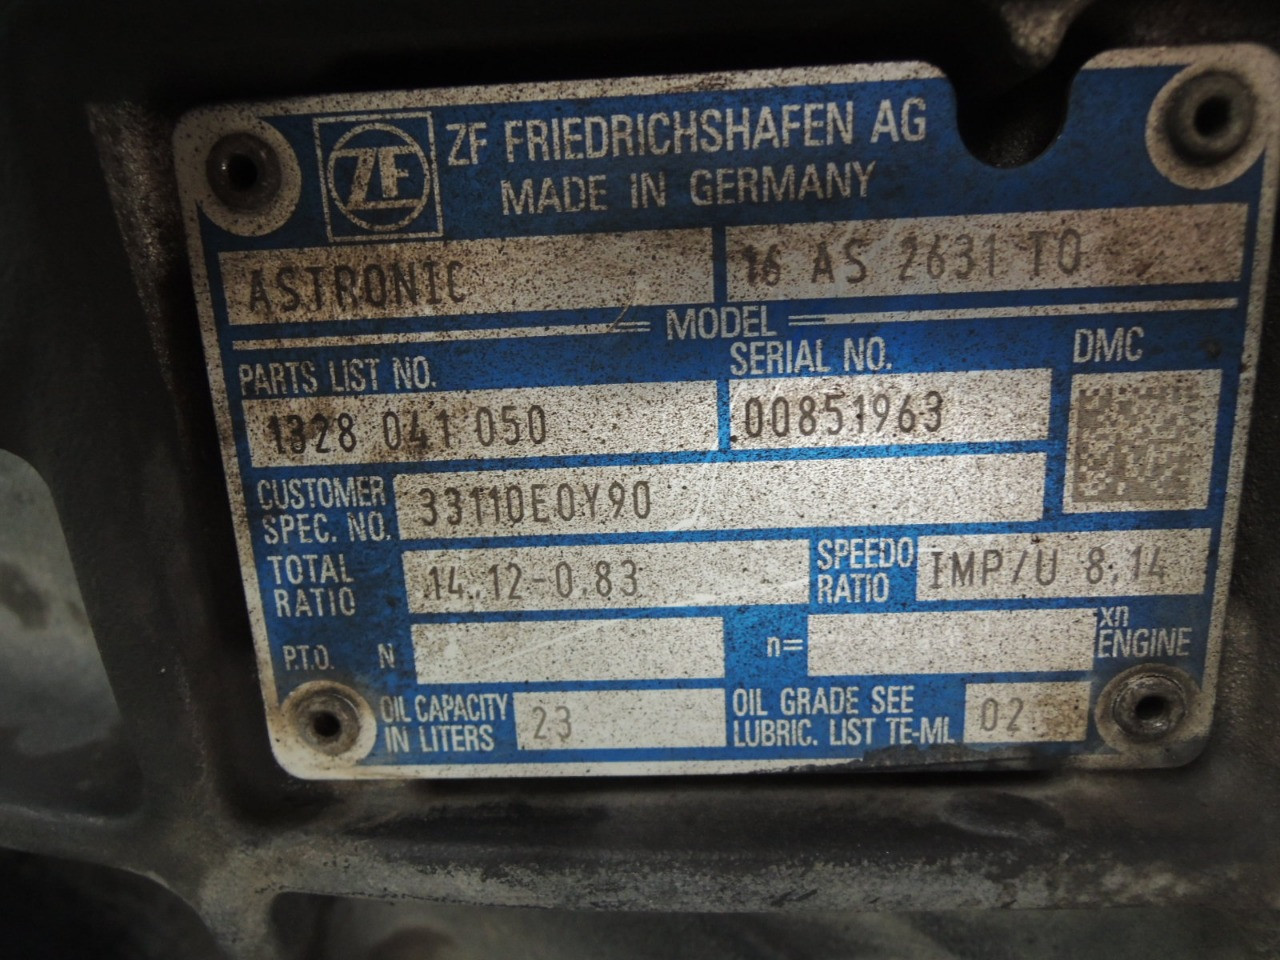 ZF
ZF FRIEDRICHSHAFEN AG
MADE IN GERMANY
ASTRONIC
16 AS 2631 TO
MODEL
PARTS LIST NO.
SERIAL NO.
DMC
1328 041 050
00851963
CUSTOMER
SPEC. NO.
33110E0Y90
TOTAL
RATIO
14.12-0.83
SPEEDO
RATIO
IMP/U 8.14
P.T.O. N
n=
xn
ENGINE
OIL CAPACITY
IN LITERS
23
OIL GRADE SEE
LUBRIC. LIST TE-ML
02